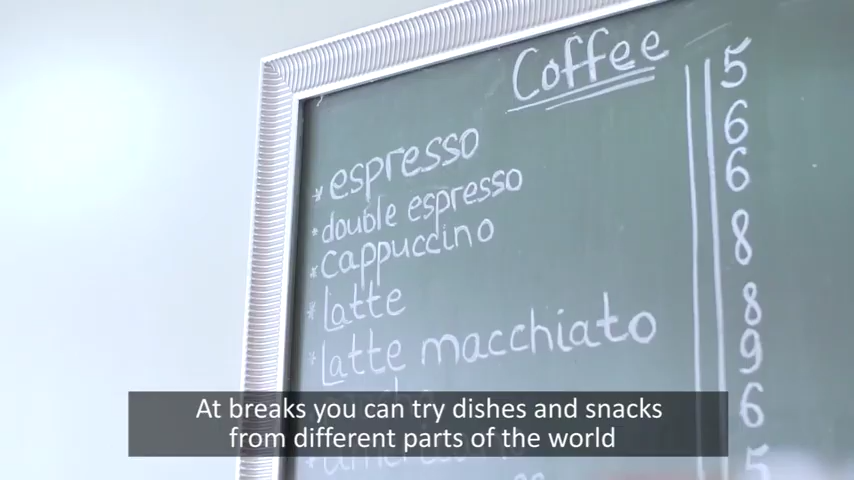 Coffee
* espresso 5
* double espresso 6
* cappuccino 6
* Latte 8
* Latte macchiato 8
9
6
5
At breaks you can try dishes and snacks
from different parts of the world